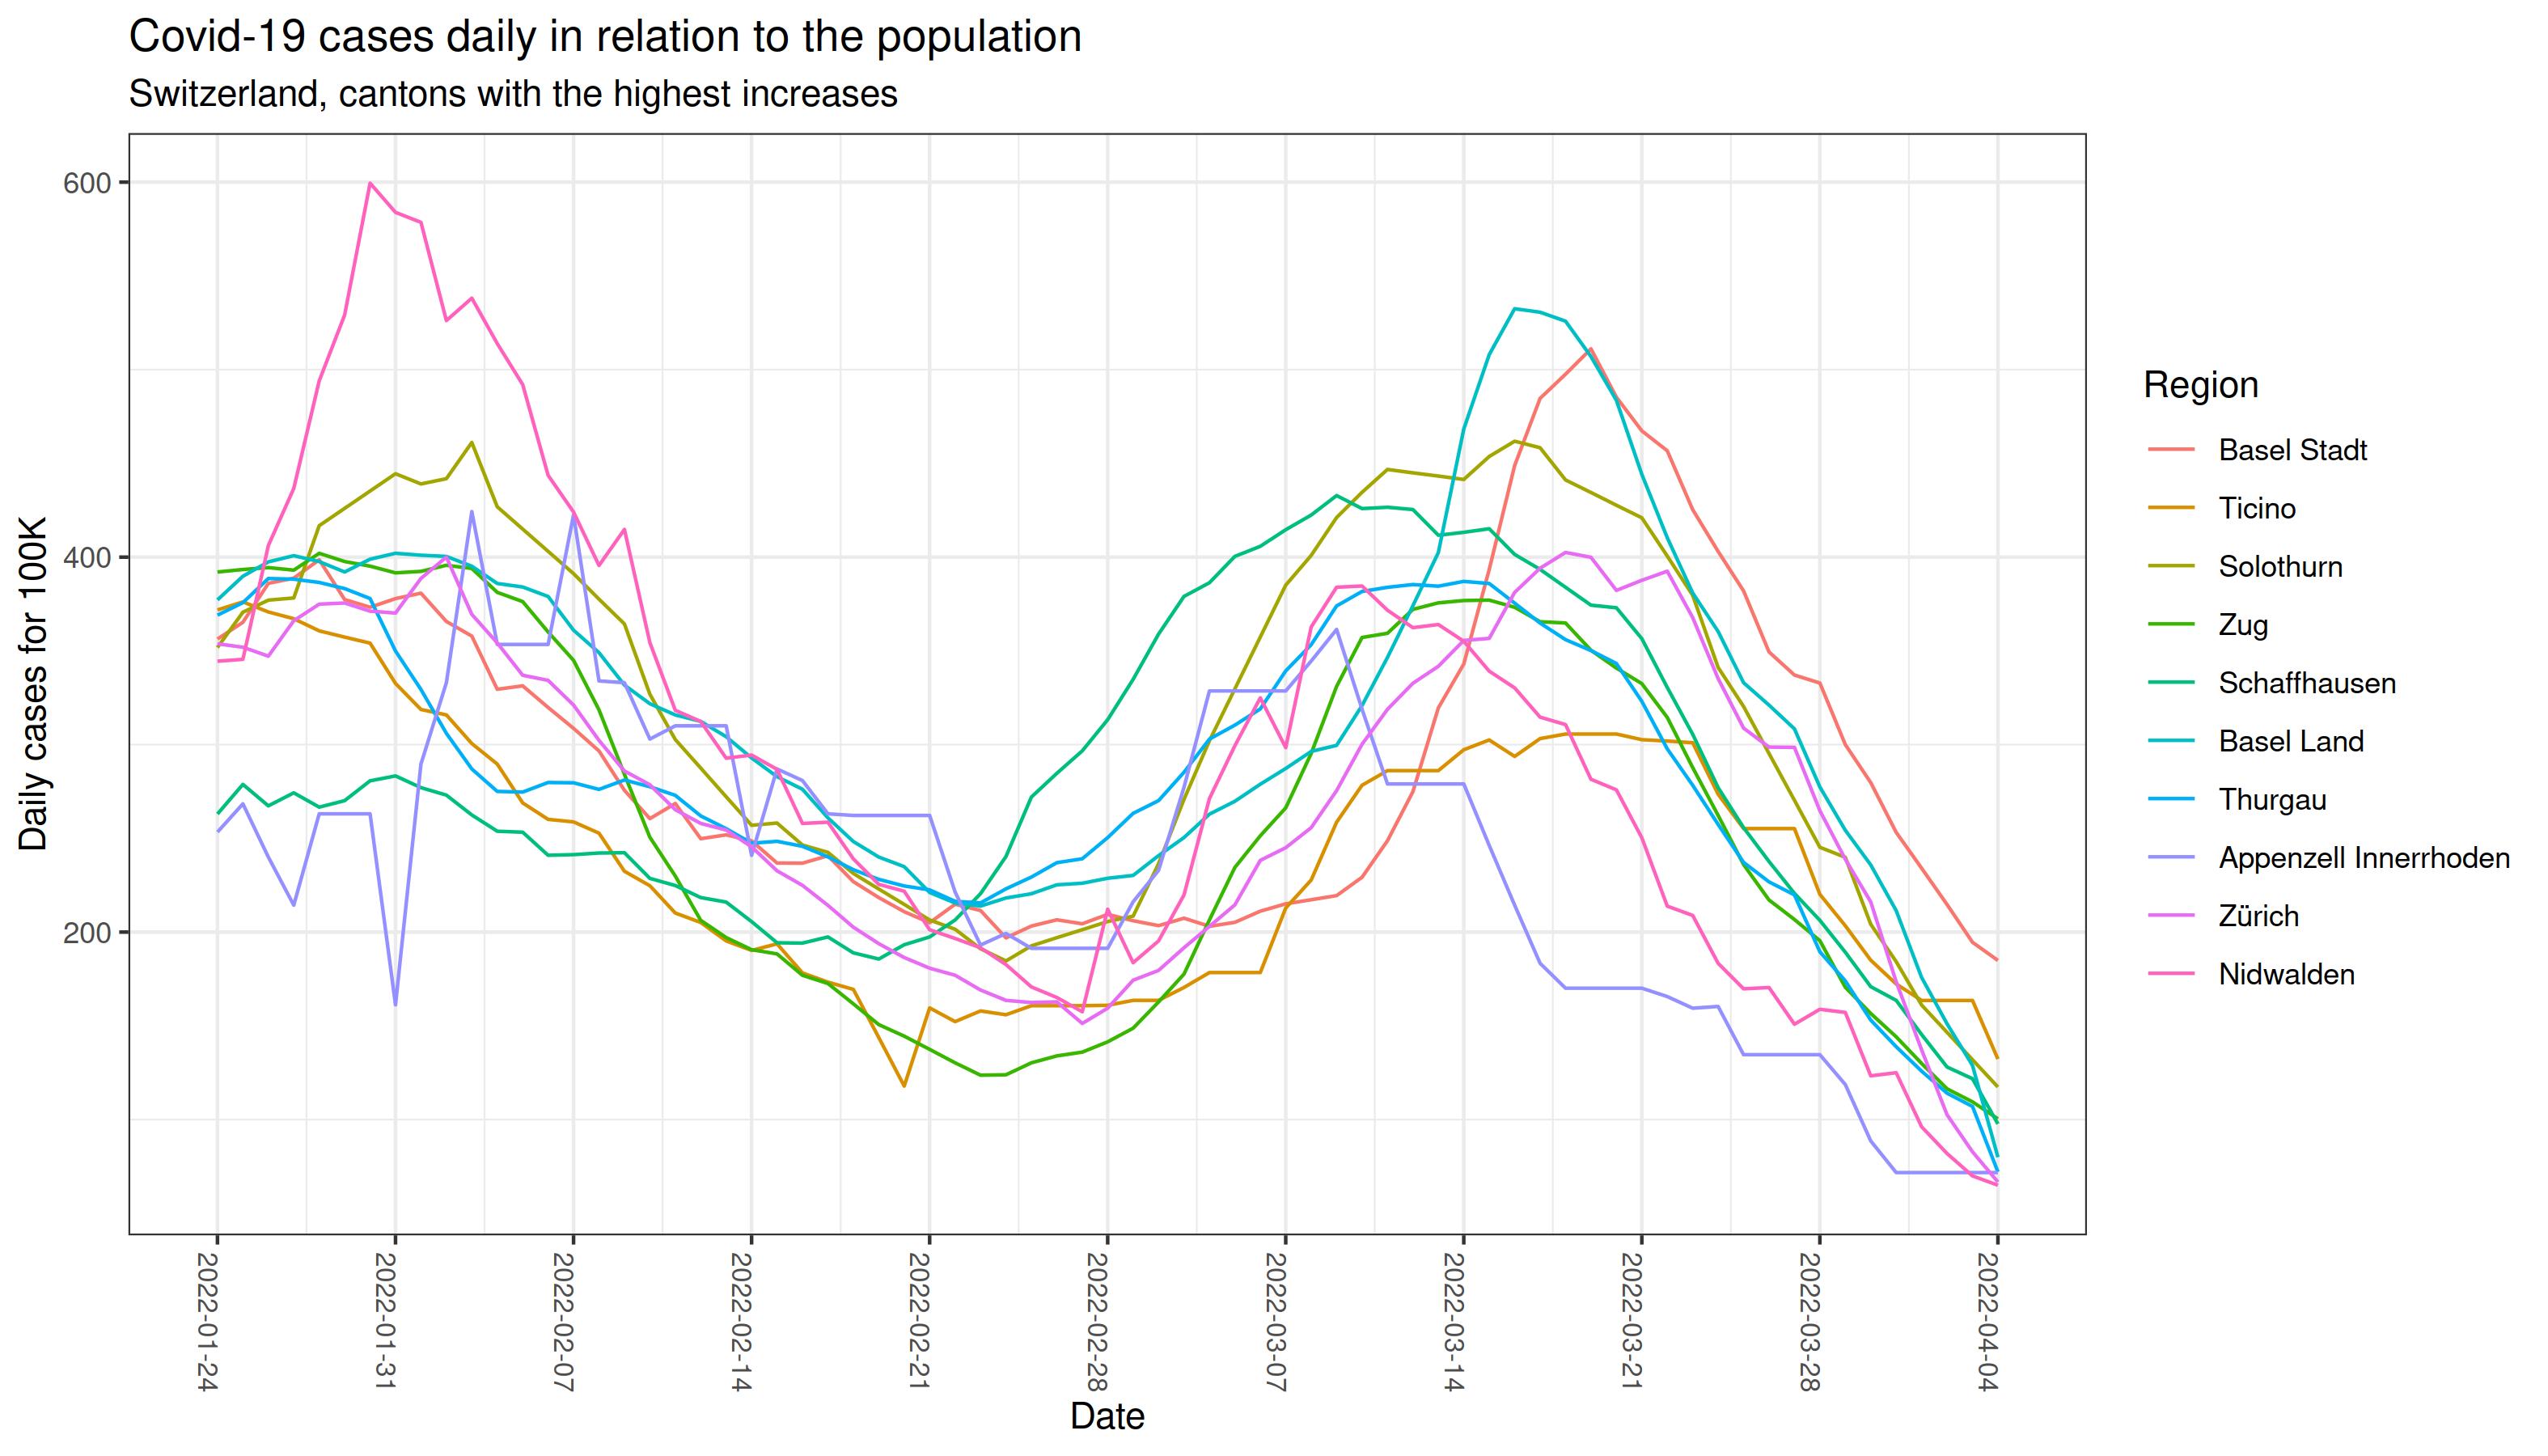 Covid-19 cases daily in relation to the population
Switzerland, cantons with the highest increases
Daily cases for 100K
600
400
200
2022-01-24
2022-01-31
2022-02-07
2022-02-14
2022-02-21
2022-02-28
2022-03-07
2022-03-14
2022-03-21
2022-03-28
2022-04-04
Date
Region
Basel Stadt
Ticino
Solothurn
Zug
Schaffhausen
Basel Land
Thurgau
Appenzell Innerrhoden
Zürich
Nidwalden